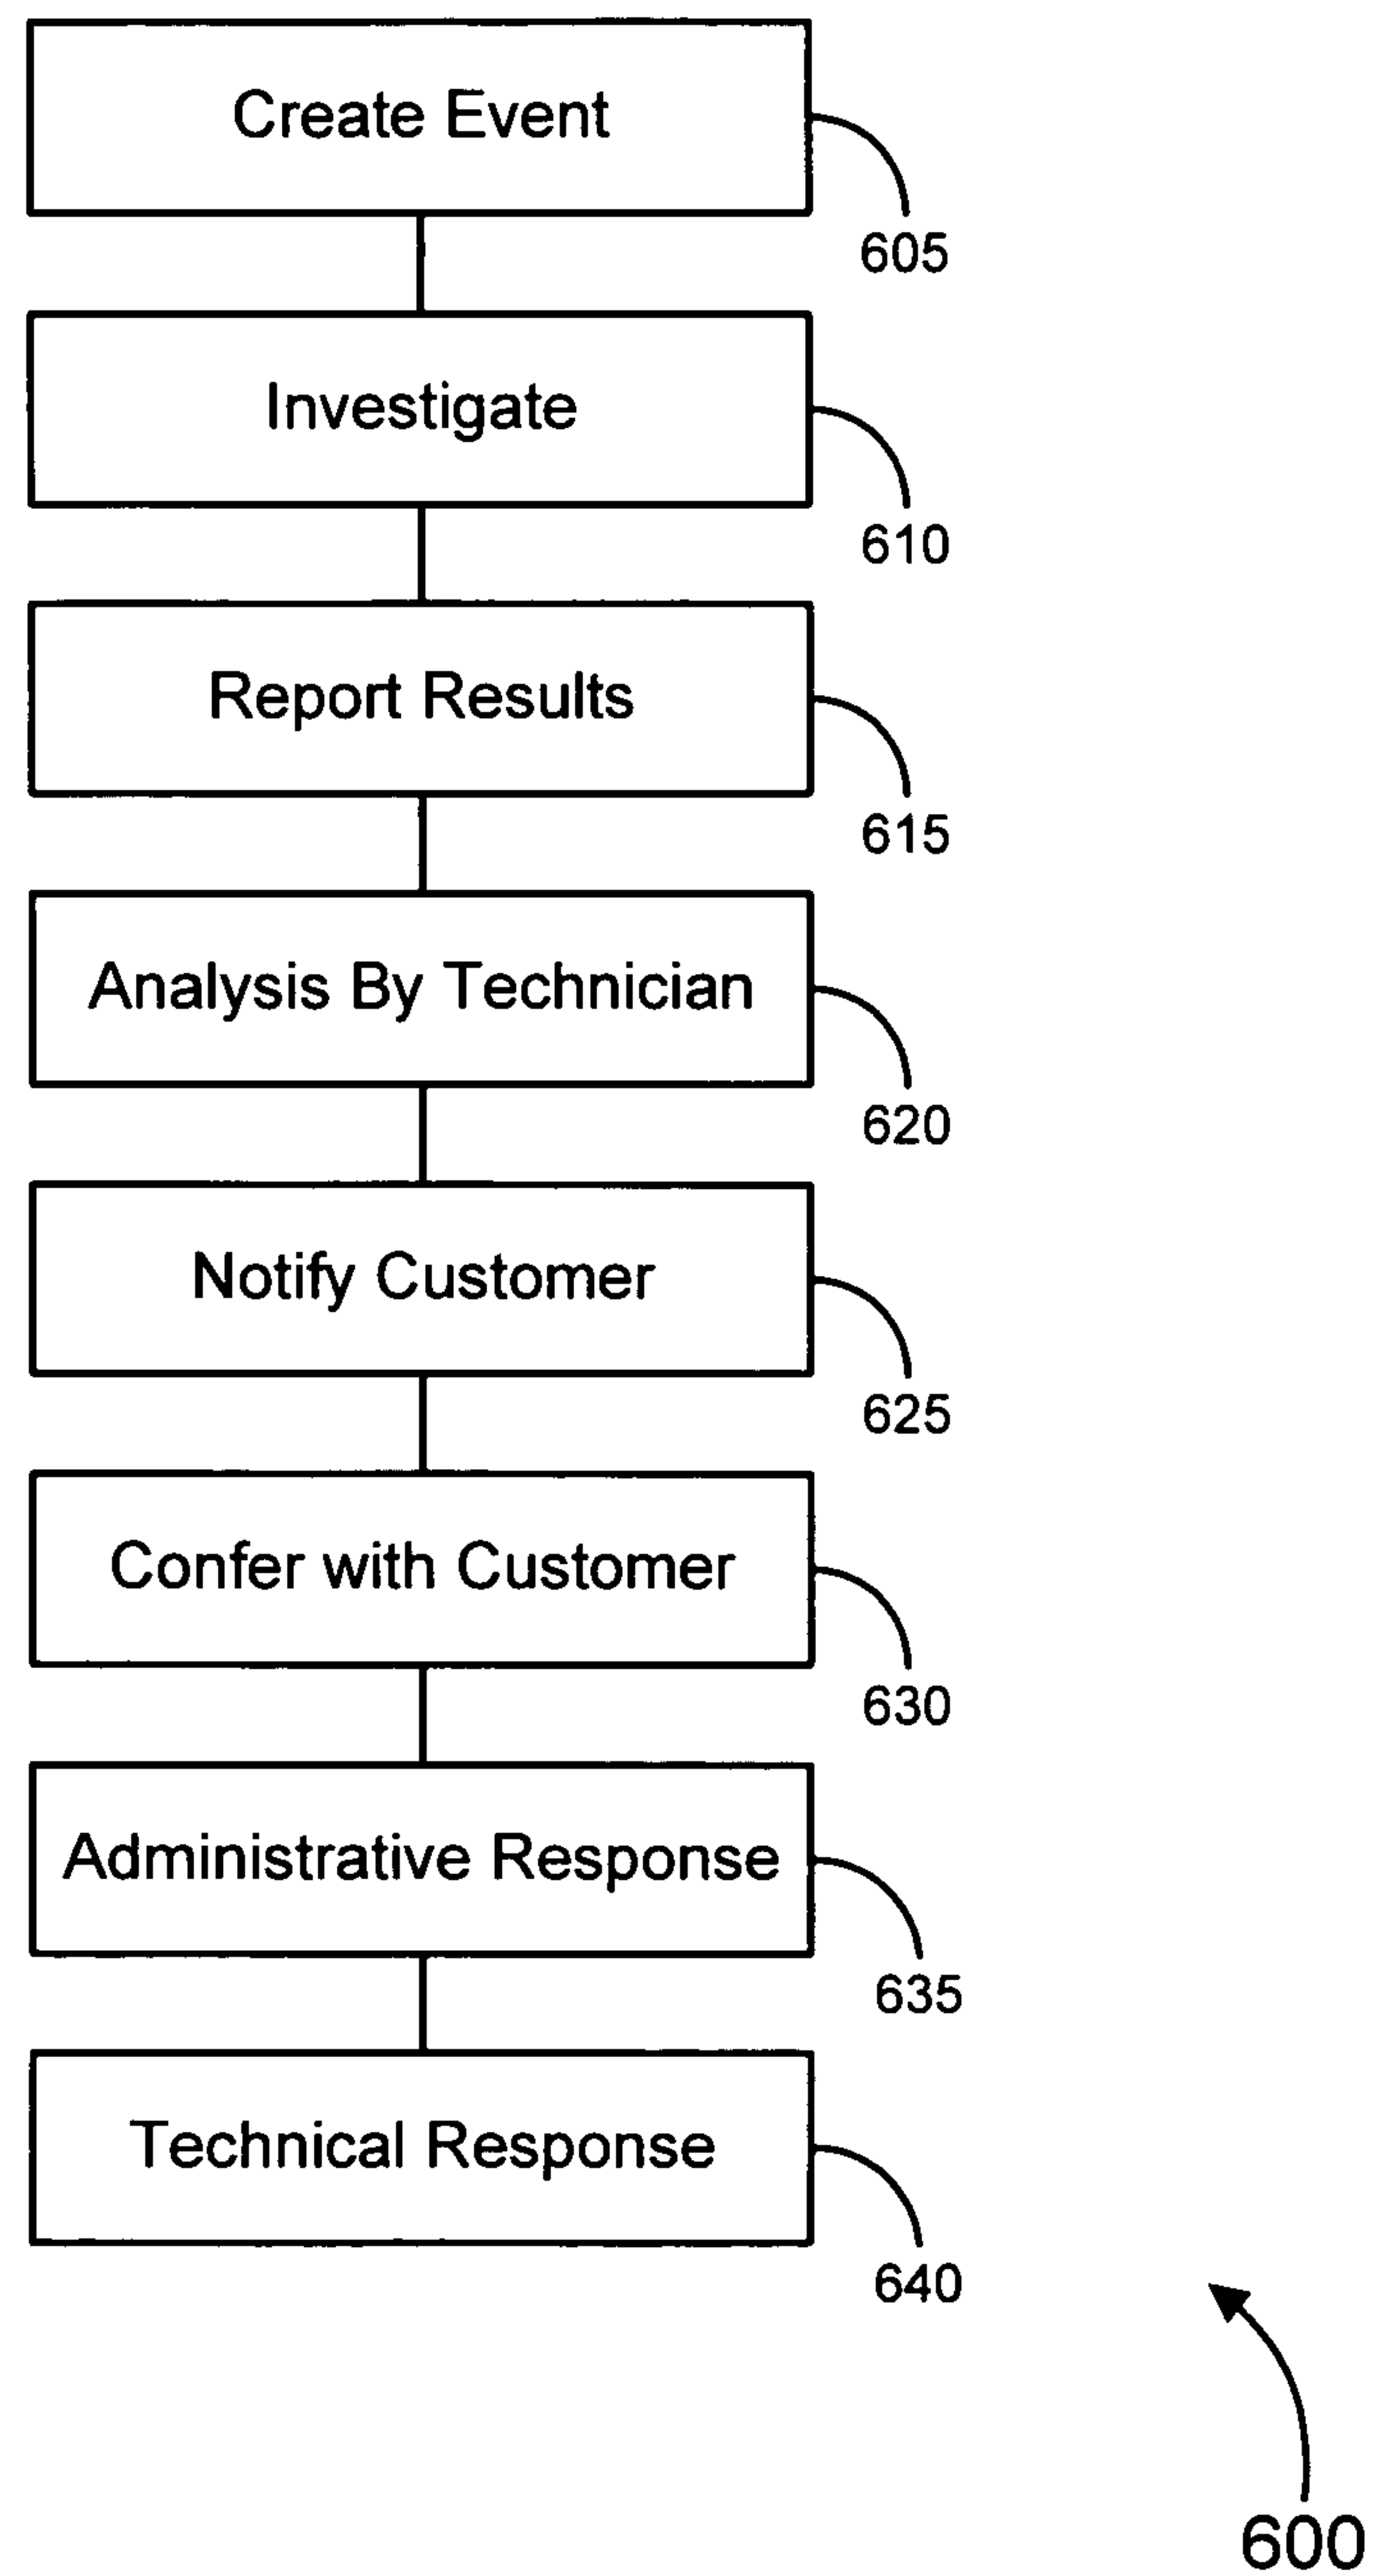 Create Event
605
Investigate
610
Report Results
615
Analysis By Technician
620
Notify Customer
625
Confer with Customer
630
Administrative Response
635
Technical Response
640
600